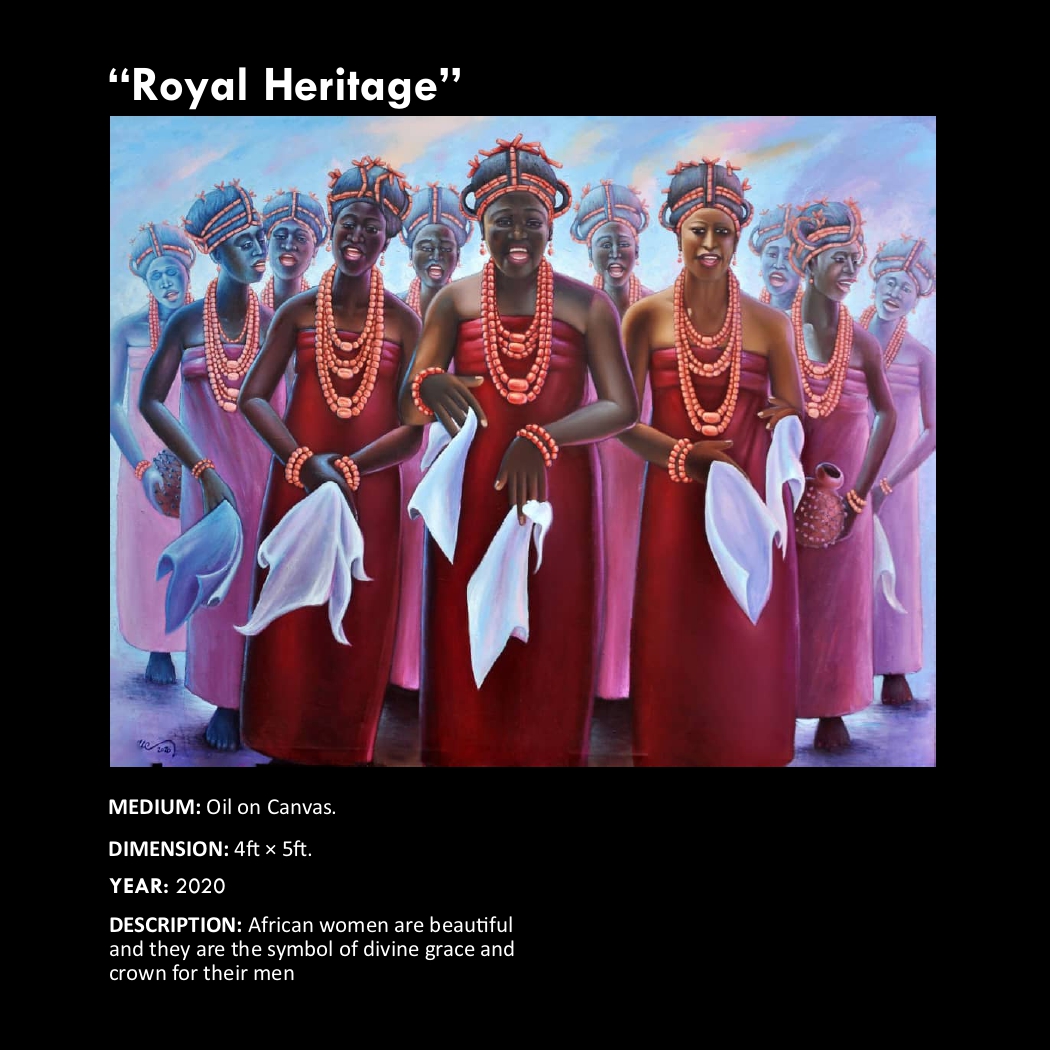 “Royal Heritage”
2020
MEDIUM: Oil on Canvas.
DIMENSION: 4ft × 5ft.
YEAR: 2020
DESCRIPTION: African women are beautiful
and they are the symbol of divine grace and
crown for their men